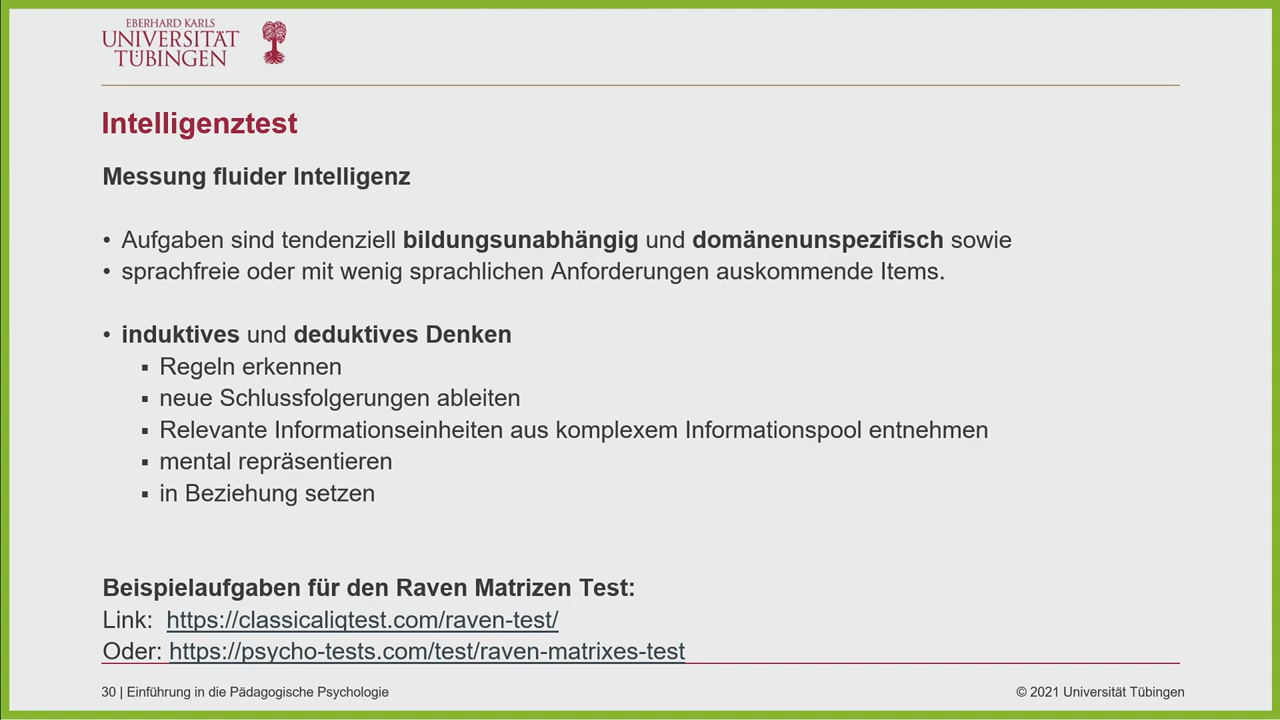 EBERHARD KARLS
UNIVERSITÄT
TÜBINGEN
Intelligenztest
Messung fluider Intelligenz
• Aufgaben sind tendenziell bildungsunabhängig und domänenunspezifisch sowie
• sprachfreie oder mit wenig sprachlichen Anforderungen auskommende Items.
• induktives und deduktives Denken
▪ Regeln erkennen
▪ neue Schlussfolgerungen ableiten
▪ Relevante Informationseinheiten aus komplexem Informationspool entnehmen
▪ mental repräsentieren
▪ in Beziehung setzen
Beispielaufgaben für den Raven Matrizen Test:
Link: https://classicaliqtest.com/raven-test/
Oder: https://psycho-tests.com/test/raven-matrixes-test
30 | Einführung in die Pädagogische Psychologie
© 2021 Universität Tübingen